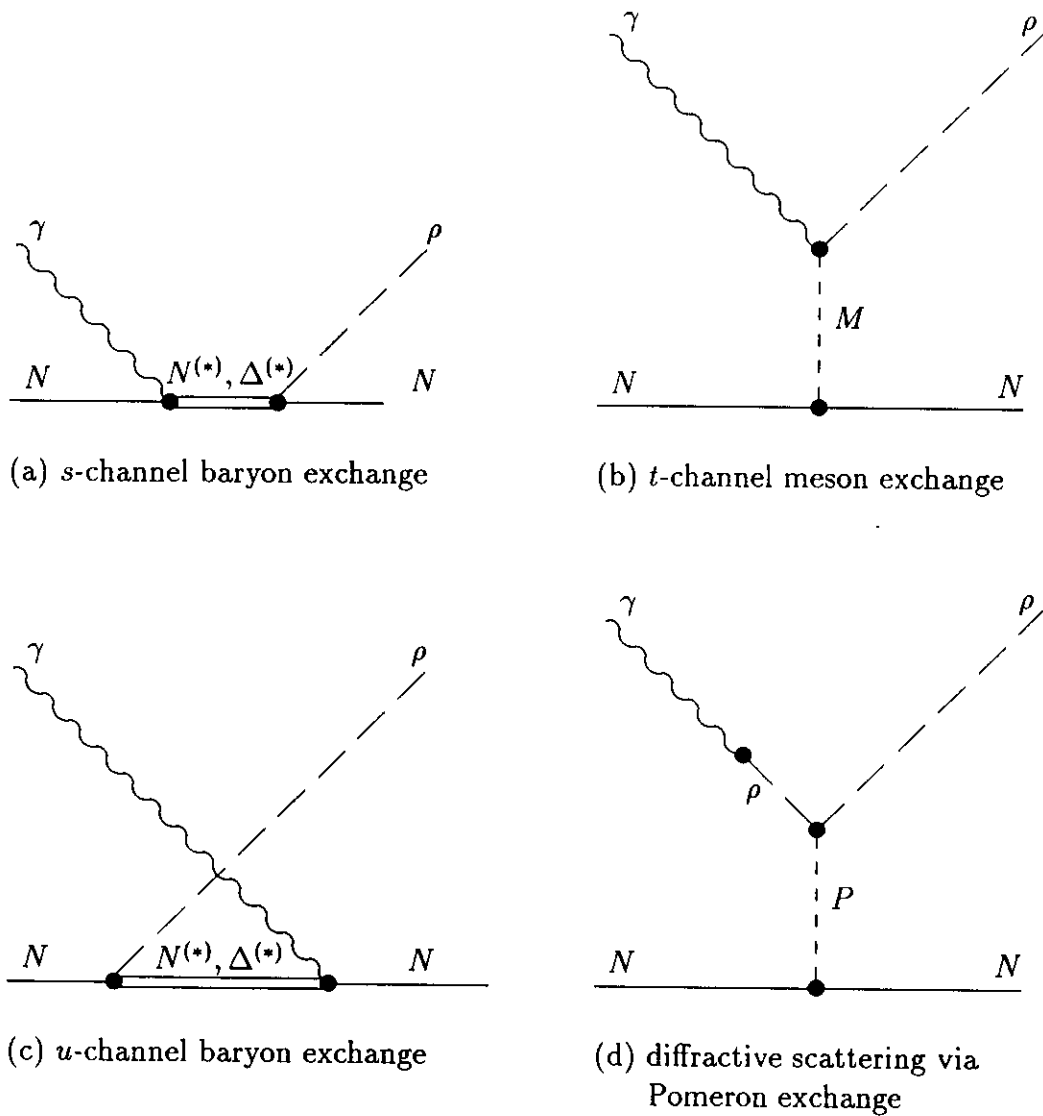 γ
ρ
N
N^(*), Δ^(*)
N
(a) s-channel baryon exchange
γ
ρ
M
N
N
(b) t-channel meson exchange
γ
ρ
N
N^(*), Δ^(*)
N
(c) u-channel baryon exchange
γ
ρ
ρ
P
N
N
(d) diffractive scattering via
Pomeron exchange